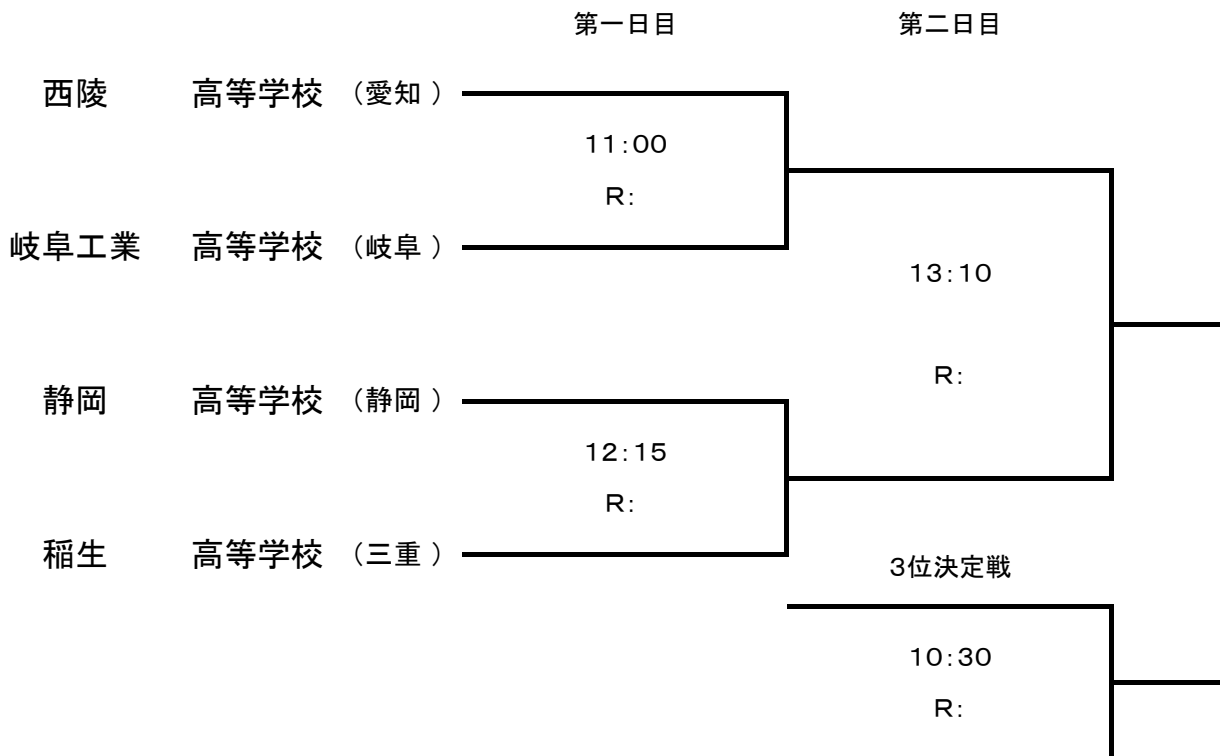 第一日目 第二日目
西陵 高等学校 （愛知 ）
11：00
R：
岐阜工業 高等学校 （岐阜 ）
13：10
R：
静岡 高等学校 （静岡 ）
12：15
R：
稲生 高等学校 （三重 ）
3位決定戦
10：30
R：